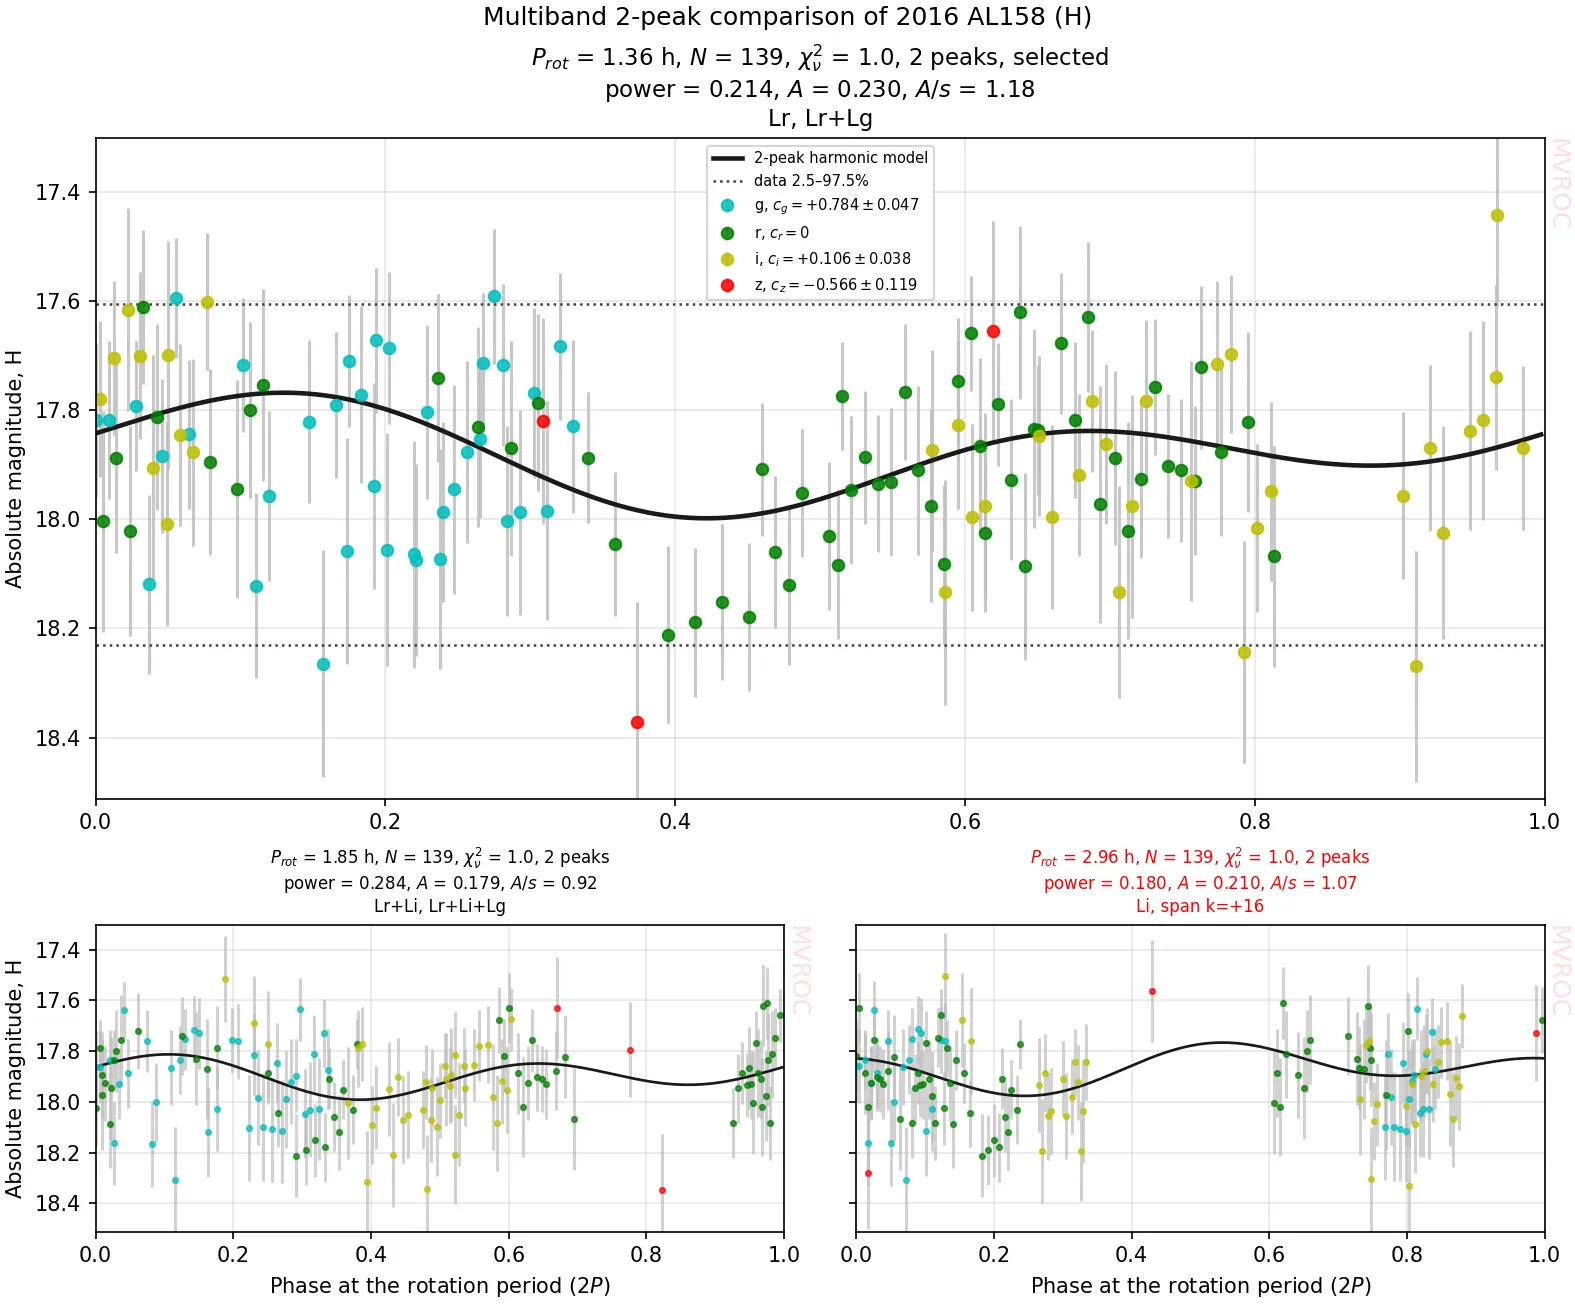 Multiband 2-peak comparison of 2016 AL158 (H)
P_rot = 1.36 h, N = 139, χ²_ν = 1.0, 2 peaks, selected
power = 0.214, A = 0.230, A/s = 1.18
Lr, Lr+Lg
2-peak harmonic model
data 2.5–97.5%
g, c_g = +0.784 ± 0.047
r, c_r = 0
i, c_i = +0.106 ± 0.038
z, c_z = −0.566 ± 0.119
MVROC
Absolute magnitude, H
17.4
17.6
17.8
18.0
18.2
18.4
0.0 0.2 0.4 0.6 0.8 1.0
P_rot = 1.85 h, N = 139, χ²_ν = 1.0, 2 peaks
power = 0.284, A = 0.179, A/s = 0.92
Lr+Li, Lr+Li+Lg
MVROC
Absolute magnitude, H
17.4
17.6
17.8
18.0
18.2
18.4
0.0 0.2 0.4 0.6 0.8 1.0
Phase at the rotation period (2P)
P_rot = 2.96 h, N = 139, χ²_ν = 1.0, 2 peaks
power = 0.180, A = 0.210, A/s = 1.07
Li, span k=+16
MVROC
0.0 0.2 0.4 0.6 0.8 1.0
Phase at the rotation period (2P)